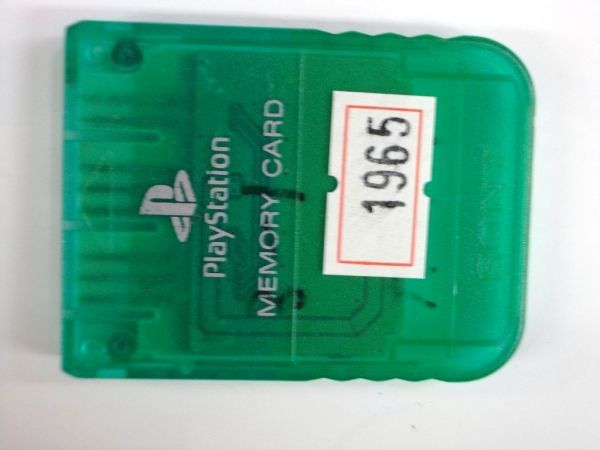 PlayStation
MEMORY CARD
1965
SONY